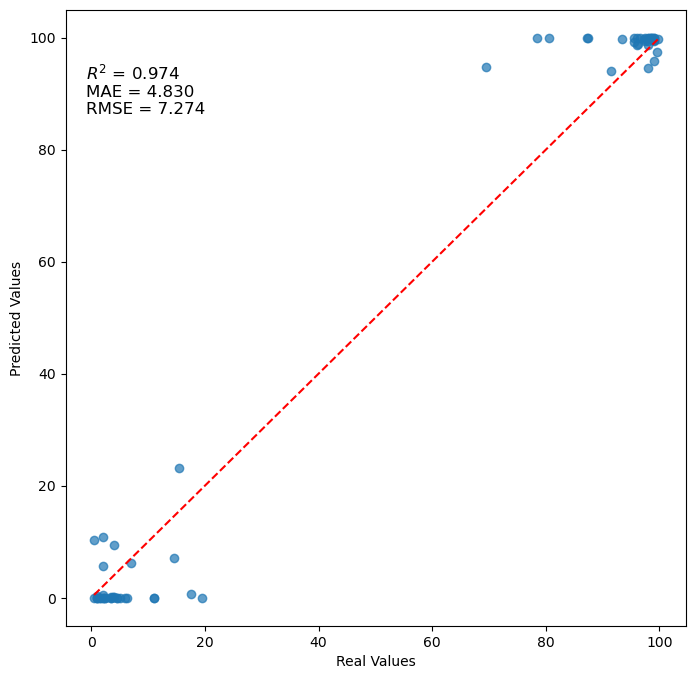 100
80
60
40
20
0
Predicted Values
R² = 0.974
MAE = 4.830
RMSE = 7.274
0 20 40 60 80 100
Real Values